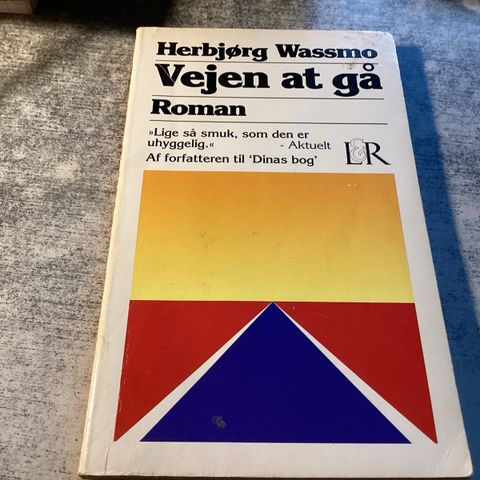 Herbjørg Wassmo
Vejen at gå
Roman
»Lige så smuk, som den er
uhyggelig.« - Aktuelt
Af forfatteren til ‘Dinas bog’
L&R